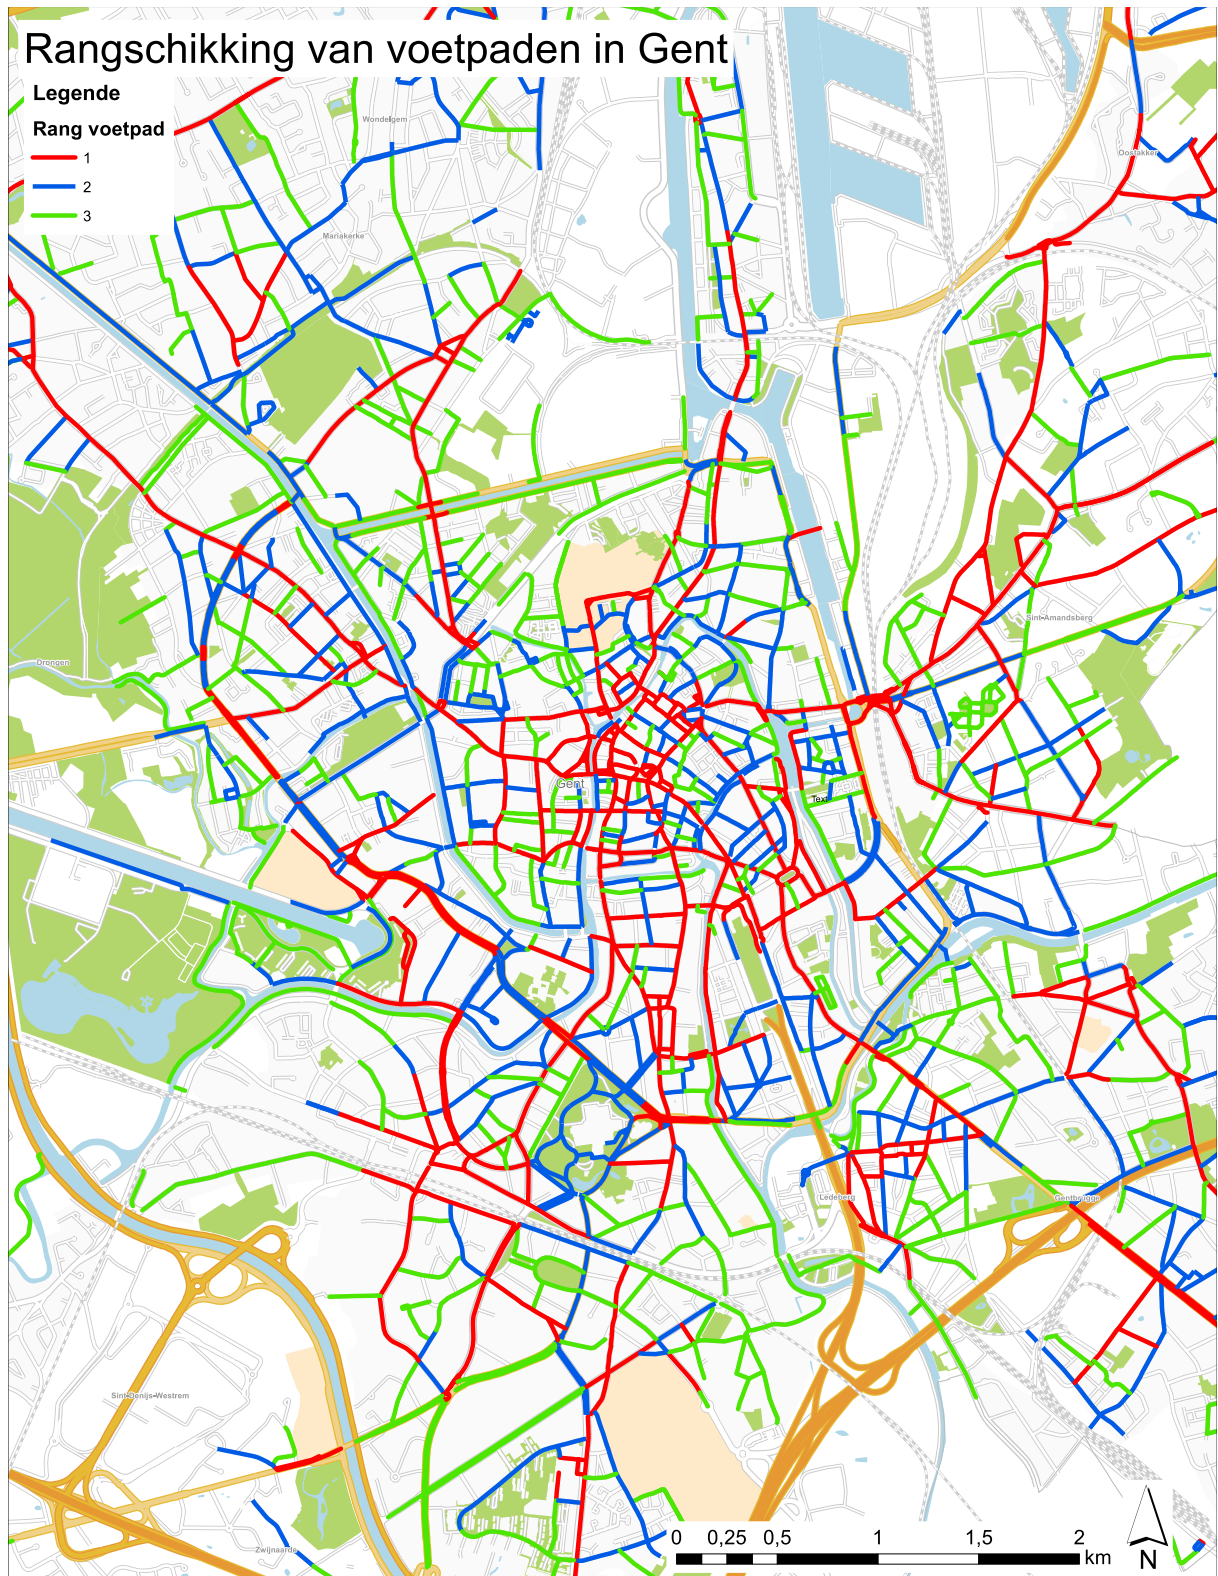 Rangschikking van voetpaden in Gent
Legende
Rang voetpad
1
2
3
Wondelgem
Oostakker
Mariakerke
Sint-Amandsberg
Drongen
Gent
Text
Ledeberg
Gentbrugge
Sint-Denijs-Westrem
Zwijnaarde
0 0,25 0,5 1 1,5 2
km
N